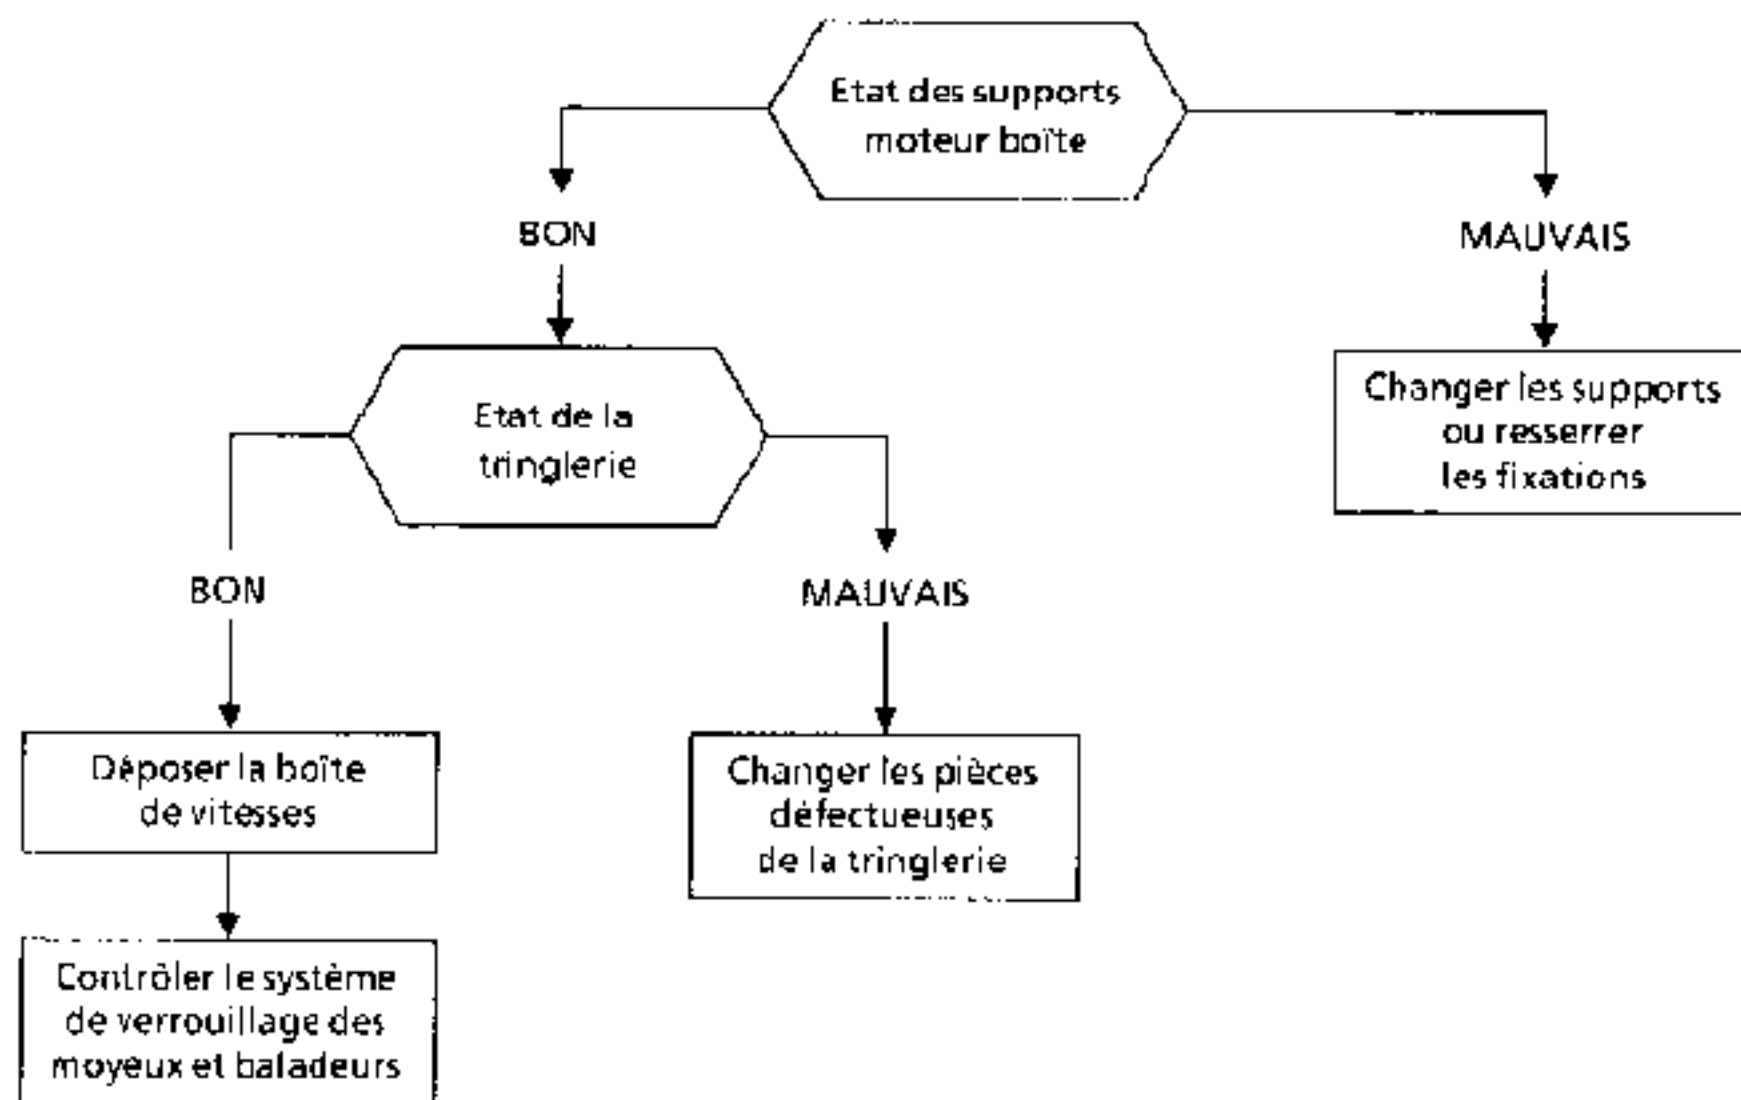 Etat des supports
moteur boîte
BON
MAUVAIS
Etat de la
tringlerie
Changer les supports
ou resserrer
les fixations
BON
MAUVAIS
Déposer la boîte
de vitesses
Changer les pièces
défectueuses
de la tringlerie
Contrôler le système
de verrouillage des
moyeux et baladeurs